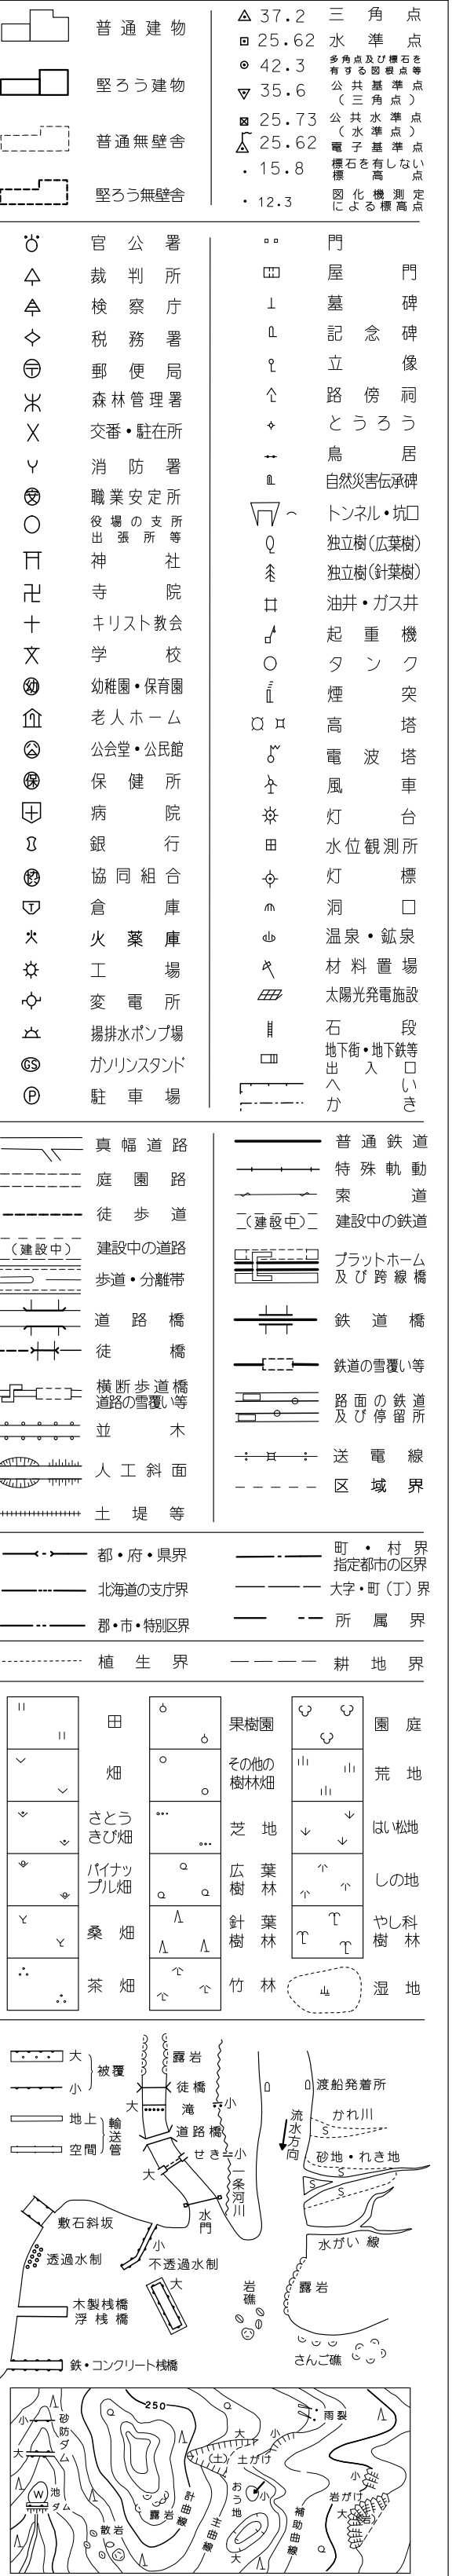 普通建物
堅ろう建物
普通無壁舎
堅ろう無壁舎
37.2 三角点
25.62 水準点
42.3 多角点及び標石を
有する図根点等
35.6 公共基準点
(三角点)
25.73 公共水準点
(水準点)
25.62 電子基準点
15.8 標石を有しない
標高点
12.3 図化機測定
による標高点
官公署
裁判所
検察庁
税務署
郵便局
森林管理署
交番・駐在所
消防署
職業安定所
役場の支所
出張所等
神社
寺院
キリスト教会
文 学校
幼 幼稚園・保育園
老人ホーム
公 公会堂・公民館
保 保健所
病院
銀行
協 協同組合
T 倉庫
火 火薬庫
工場
変電所
揚排水ポンプ場
GS ガソリンスタンド
P 駐車場
門
屋門
墓碑
記念碑
立像
路傍祠
とうろう
鳥居
自然災害伝承碑
トンネル・坑口
独立樹(広葉樹)
独立樹(針葉樹)
油井・ガス井
起重機
タンク
煙突
高塔
電波塔
風車
灯台
水位観測所
灯標
洞口
温泉・鉱泉
材料置場
太陽光発電施設
石段
地下街・地下鉄等
出入口
へい
かき
真幅道路
庭園路
徒歩道
(建設中) 建設中の道路
歩道・分離帯
道路橋
徒橋
横断歩道橋
道路の雪覆い等
並木
人工斜面
土堤等
普通鉄道
特殊軌動
索道
(建設中) 建設中の鉄道
プラットホーム
及び跨線橋
鉄道橋
鉄道の雪覆い等
路面の鉄道
及び停留所
送電線
区域界
都・府・県界
北海道の支庁界
郡・市・特別区界
町・村界
指定都市の区界
大字・町(丁)界
所属界
植生界
耕地界
田
畑
さとう
きび畑
パイナッ
プル畑
桑畑
茶畑
果樹園
その他の
樹林畑
芝地
広葉
樹林
針葉
樹林
竹林
園庭
荒地
はい松地
しの地
やし科
樹林
湿地
大
小
被覆
地上
空間
輸送管
露岩
徒橋
大
滝
小
道路橋
せき
小
大
一条河川
水門
流水方向
渡船発着所
かれ川
砂地・れき地
S
S
S
水がい線
敷石斜坂
透過水制
小
不透過水制
大
木製桟橋
浮桟橋
鉄・コンクリート桟橋
岩礁
露岩
さんご礁
小
砂防ダム
大
W
池
ダム
散岩
250
露岩
計曲線
主曲線
大
小
(土)
土がけ
おう地
小
大
補助曲線
雨裂
小
岩がけ
大
(岩)